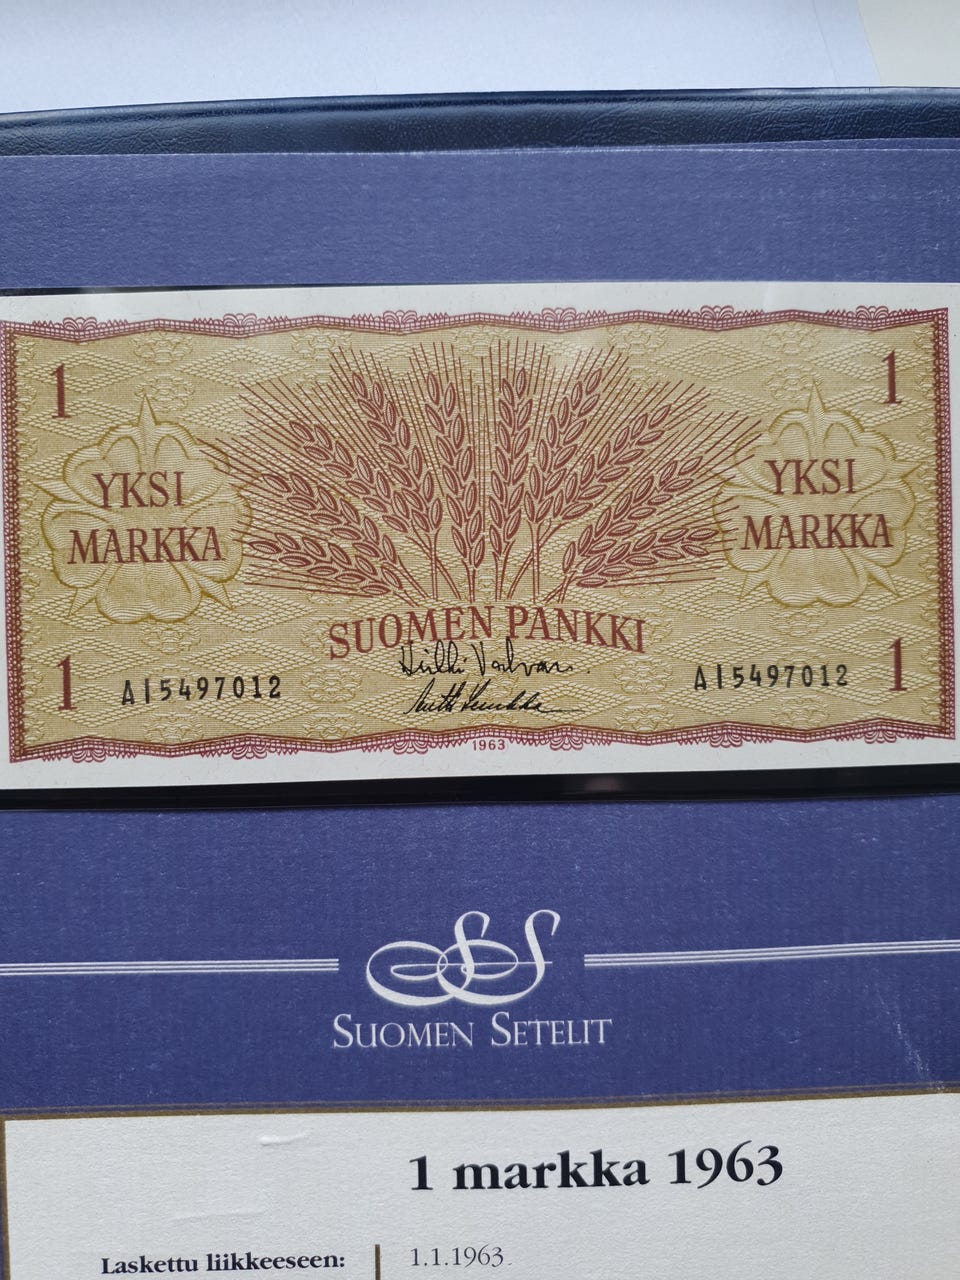 1 1
YKSI MARKKA YKSI MARKKA
SUOMEN PANKKI
1 A15497012 A15497012 1
1963
SUOMEN SETELIT
1 markka 1963
Laskettu liikkeeseen: 1.1.1963